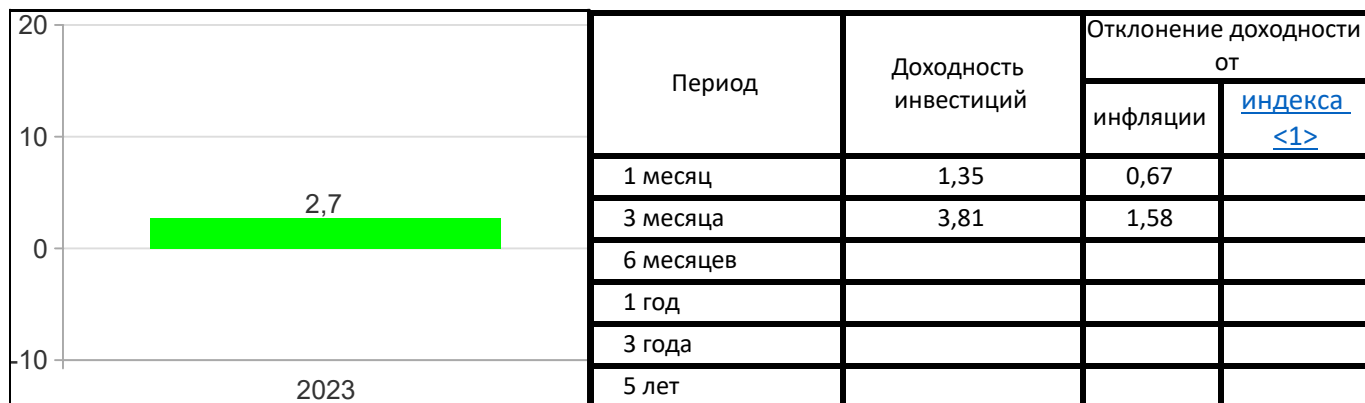 20
10
0
-10
2,7
2023
Период
Доходность
инвестиций
Отклонение доходности
от
инфляции
индекса
<1>
1 месяц 1,35 0,67
3 месяца 3,81 1,58
6 месяцев
1 год
3 года
5 лет